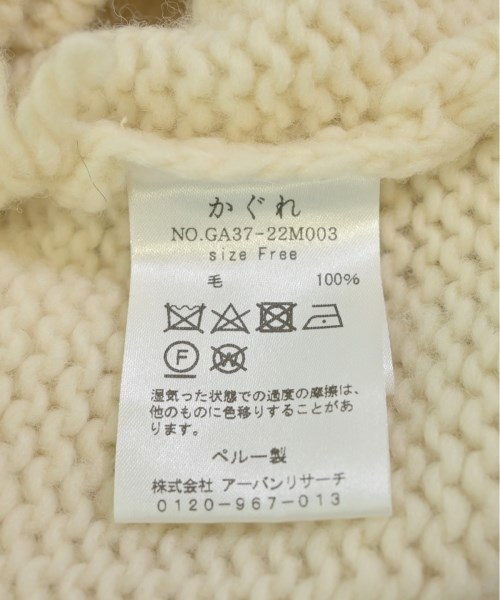 かぐれ
NO.GA37-22M003
size Free
毛 100%
F W
湿気った状態での過度の摩擦は、
他のものに色移りすることがあ
ります。
ペルー製
株式会社 アーバンリサーチ
0120-967-013